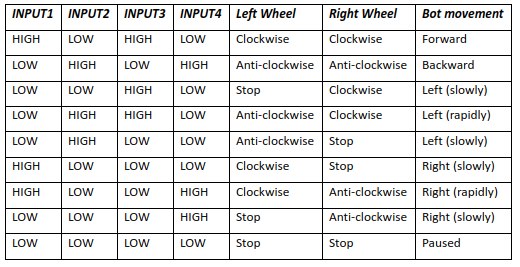 INPUT1 INPUT2 INPUT3 INPUT4 Left Wheel Right Wheel Bot movement
HIGH LOW HIGH LOW Clockwise Clockwise Forward
LOW HIGH LOW HIGH Anti-clockwise Anti-clockwise Backward
LOW LOW HIGH LOW Stop Clockwise Left (slowly)
LOW HIGH HIGH LOW Anti-clockwise Clockwise Left (rapidly)
LOW HIGH LOW LOW Anti-clockwise Stop Left (slowly)
HIGH LOW LOW LOW Clockwise Stop Right (slowly)
HIGH LOW LOW HIGH Clockwise Anti-clockwise Right (rapidly)
LOW LOW LOW HIGH Stop Anti-clockwise Right (slowly)
LOW LOW LOW LOW Stop Stop Paused